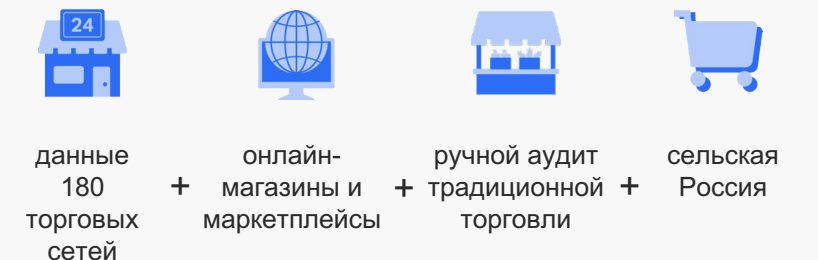 24
данные
180
торговых
сетей
+
онлайн-
магазины и
маркетплейсы
+
ручной аудит
традиционной
торговли
+
сельская
Россия